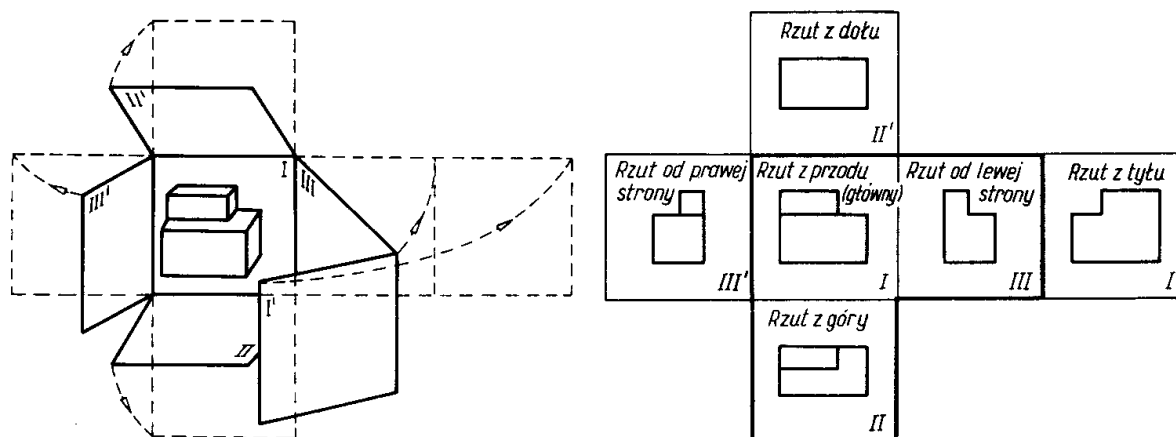 II'
I
III
III'
I'
II
Rzut z dołu
II'
Rzut od prawej
strony
III'
Rzut z przodu
(główny)
I
Rzut od lewej
strony
III
Rzut z tyłu
I
Rzut z góry
II